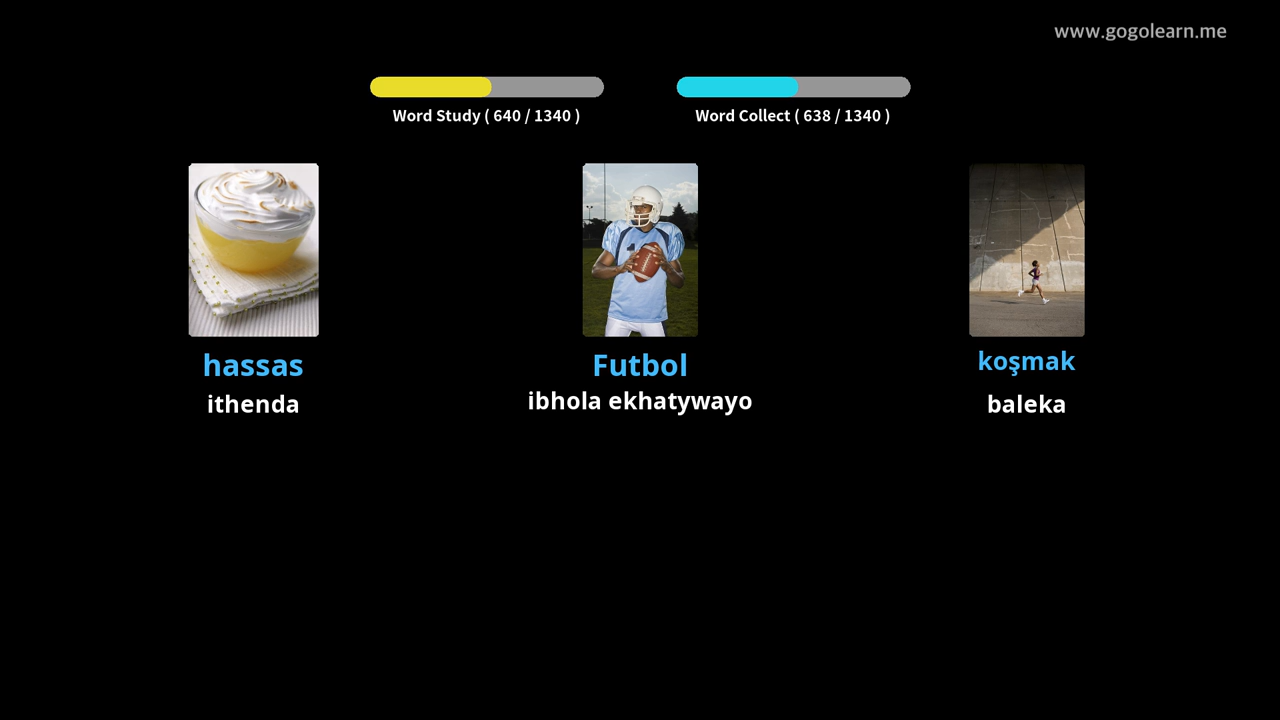 www.gogolearn.me
Word Study ( 640 / 1340 )
Word Collect ( 638 / 1340 )
hassas
ithenda
Futbol
ibhola ekhatywayo
koşmak
baleka